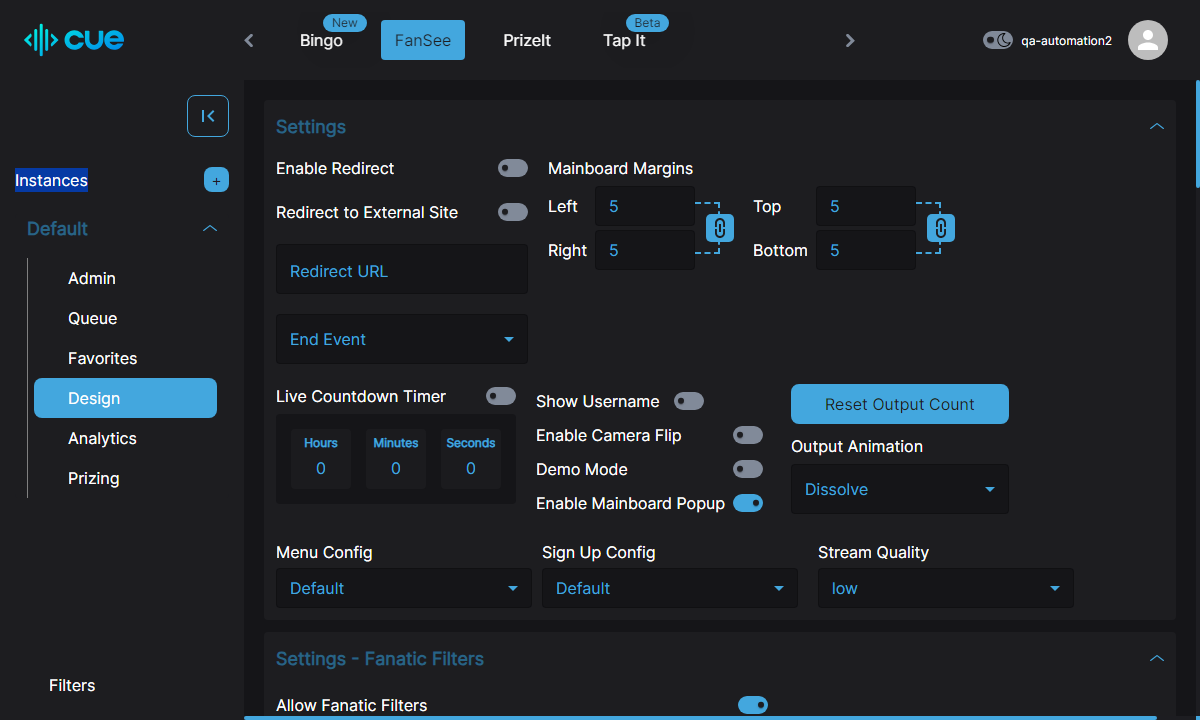 cue
New
Bingo
FanSee
PrizeIt
Beta
Tap It
qa-automation2
Instances
+
Default
Admin
Queue
Favorites
Design
Analytics
Prizing
Filters
Settings
Enable Redirect
Redirect to External Site
Redirect URL
End Event
Mainboard Margins
Left
5
Right
5
Top
5
Bottom
5
Live Countdown Timer
Hours
0
Minutes
0
Seconds
0
Show Username
Enable Camera Flip
Demo Mode
Enable Mainboard Popup
Reset Output Count
Output Animation
Dissolve
Menu Config
Default
Sign Up Config
Default
Stream Quality
low
Settings - Fanatic Filters
Allow Fanatic Filters